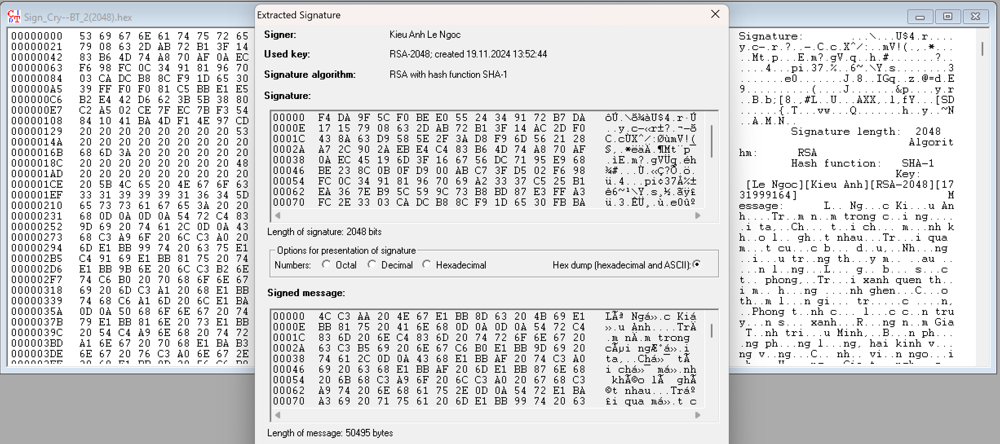 Sign_Cry--BT_2(2048).hex
00000000 53 69 67 6E 61 74 75 72 65
00000021 79 08 63 2D AB 72 B1 3F 14
00000042 83 B6 4D 74 A8 70 AF 0A EC
00000063 F6 98 FC 0C 34 91 81 96 70
00000084 03 CA DC B8 8C F9 1D 65 30
000000A5 39 FF F0 F0 81 C5 BB E1 E5
000000C6 B2 E4 42 D6 62 3B 5B 38 80
000000E7 C2 A5 02 CE 7F EC 7B F3 54
00000108 84 10 41 BA 4D F1 4E 97 CD
00000129 20 20 20 20 20 20 20 20 53
0000014A 20 20 20 20 20 20 20 20 20
0000016B 68 6D 3A 20 20 20 20 20 20
0000018C 20 20 20 20 20 20 20 20 48
000001AD 20 20 20 20 20 20 20 20 20
000001CE 20 5B 4C 65 20 4E 67 6F 63
000001EF 33 31 39 39 39 31 36 34 5D
00000210 65 73 73 61 67 65 3A 20 20
00000231 68 0D 0A 0D 0A 54 72 C4 83
00000252 9D 69 20 74 61 2C 0D 0A 43
00000273 68 C3 A9 6F 20 6C C3 A0 20
00000294 6D E1 BB 99 74 20 63 75 E1
000002B5 C4 91 69 E1 BB 81 75 20 74
000002D6 E1 BB 9B 6E 20 6C C3 B2 6E
000002F7 74 C6 B0 20 70 68 6F 6E 67
00000318 69 20 6D C3 A1 20 68 E1 BB
00000339 74 68 C6 A1 6D 20 6C E1 BA
0000035A 0D 0A 50 68 6F 6E 67 20 74
0000037B 79 E1 BB 81 6E 20 73 E1 BB
0000039C 20 54 C4 A9 6E 68 20 74 72
000003BD A1 6E 67 20 70 68 E1 BA B3
000003DE 6E 67 20 76 C3 A0 6E 67 2E
Extracted Signature
Signer: Kieu Anh Le Ngoc
Used key: RSA-2048; created 19.11.2024 13:52:44
Signature algorithm: RSA with hash function SHA-1
Signature:
00000 F4 DA 9F 5C F0 BE E0 55 24 34 91 72 B7 DA ôÚ.\ð¾àU$4.r·Ú
0000E 17 15 79 08 63 2D AB 72 B1 3F 14 AC 2D F0 ..y.c-«r±?.¬-ð
0001C 43 8A 63 D9 58 5E 2F 3A D8 F9 6D 56 21 28 C.cÙX^/:ØùmV!(
0002A A7 2C 90 2A EB E4 C4 83 B6 4D 74 A8 70 AF §,.*ëäÄ.¶Mt¨p¯
00038 0A EC 45 19 6D 3F 16 67 56 DC 71 95 E9 68 .ìE.m?.gVÜq.éh
00046 BE 23 8C 0B 0F D9 00 AB C7 3F D5 02 F6 98 ¾#...Ù.«Ç?Õ.ö.
00054 FC 0C 34 91 81 96 70 69 A2 33 37 C5 25 B1 ü.4...pi¢37Å%±
00062 EA 36 7E B9 5C 59 9C 73 B8 BD 87 E3 FF A3 ê6~¹\Y.s¸½.ãÿ£
00070 FC 2E 33 03 CA DC B8 8C F9 1D 65 30 FB BA ü.3.ÊÜ¸.ù.e0ûº
Length of signature: 2048 bits
Options for presentation of signature
Numbers: Octal Decimal Hexadecimal Hex dump (hexadecimal and ASCII):
Signed message:
00000 4C C3 AA 20 4E 67 E1 BB 8D 63 20 4B 69 E1 LÃª Ngá».c Kiá
0000E BB 81 75 20 41 6E 68 0D 0A 0D 0A 54 72 C4 ».u Anh....TrÄ
0001C 83 6D 20 6E C4 83 6D 20 74 72 6F 6E 67 20 .m nÄ.m trong
0002A 63 C3 B5 69 20 6E 67 C6 B0 E1 BB 9D 69 20 cÃµi ngÆ°á».i
00038 74 61 2C 0D 0A 43 68 E1 BB AF 20 74 C3 A0 ta,..Chá»¯ tÃ
00046 69 20 63 68 E1 BB AF 20 6D E1 BB 87 6E 68 i chá»¯ má».nh
00054 20 6B 68 C3 A9 6F 20 6C C3 A0 20 67 68 C3 khÃ©o lÃ ghÃ
00062 A9 74 20 6E 68 61 75 2E 0D 0A 54 72 E1 BA ©t nhau...Tráº
00070 A3 69 20 71 75 61 20 6D E1 BB 99 74 20 63 £i qua má».t c
Length of message: 50495 bytes
Signature: ...\...U$4.r....
y.c-.r.?..-.C.c.X^/:..mV!(.,.*...
..Mt.p...E.m?.gV.q..h.#.......?..
....4...pi.37.%..6~.\Y.s........3
.......e0.......J.8..IGq..z.@=d.E
9..........(....J.......&p....y.r
..B.b;[8.,#L..U...AXX,.l,fY...[SD
......{.T...vw...Q.......h..y..~N
..A.M.N..
Signature length: 2048
Algorit
hm: RSA
Hash function: SHA-1
Key:
[Le Ngoc][Kieu Anh][RSA-2048][17
31999164] M
essage: L.. Ng...c Ki...u An
h....Tr..m n..m trong c..i ng....
.i ta,..Ch... t..i ch... m...nh k
h..o l.. gh..t nhau...Tr...i qua
m...t cu...c b... d..u,..Nh...ng
..i...u tr..ng th...y m.. ..au ..
...n l..ng...L... g.. b... s...c
t.. phong,..Tr...i xanh quen th..
i m.. h...ng ....nh ghen...C...o
th..m l...n gi... tr.....c ....n,
..Phong t..nh c... l...c c..n tru
y...n s... xanh...R...ng n..m Gia
T..nh tri...u Minh,..B...n ph...
.ng ph...ng l...ng, hai kinh v...
ng v..ng...C.. nh.. vi..n ngo...i